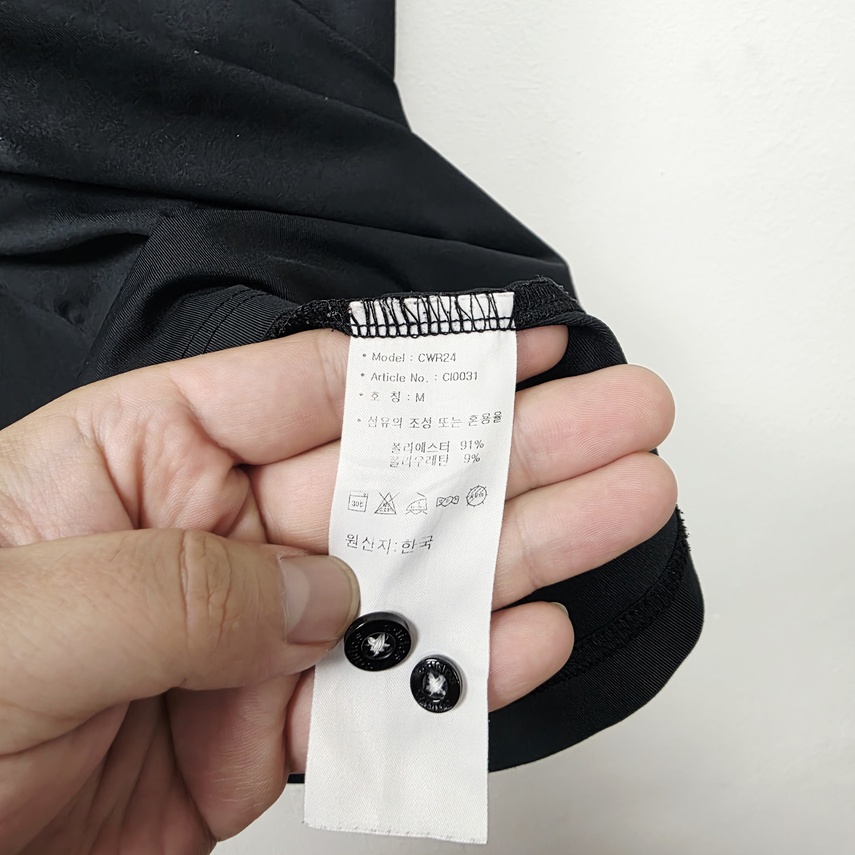 * Model : CWR24
* Article No. : CI0031
* 호 칭 : M
* 섬유의 조성 또는 혼용율
폴리에스터 91%
폴리우레탄 9%
원산지:한국